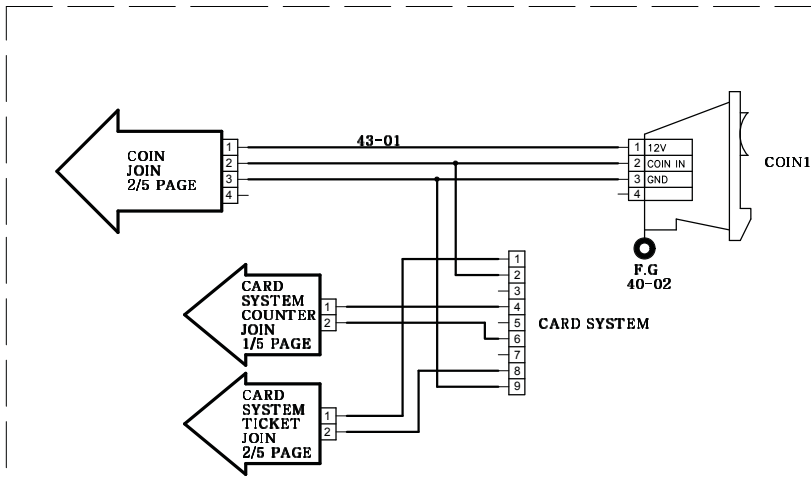 COIN
JOIN
2/5 PAGE
1
2
3
4
43-01
1 12V
2 COIN IN
3 GND
4
COIN1
F.G
40-02
CARD
SYSTEM
COUNTER
JOIN
1/5 PAGE
1
2
1
2
3
4
5
6
7
8
9
CARD SYSTEM
CARD
SYSTEM
TICKET
JOIN
2/5 PAGE
1
2